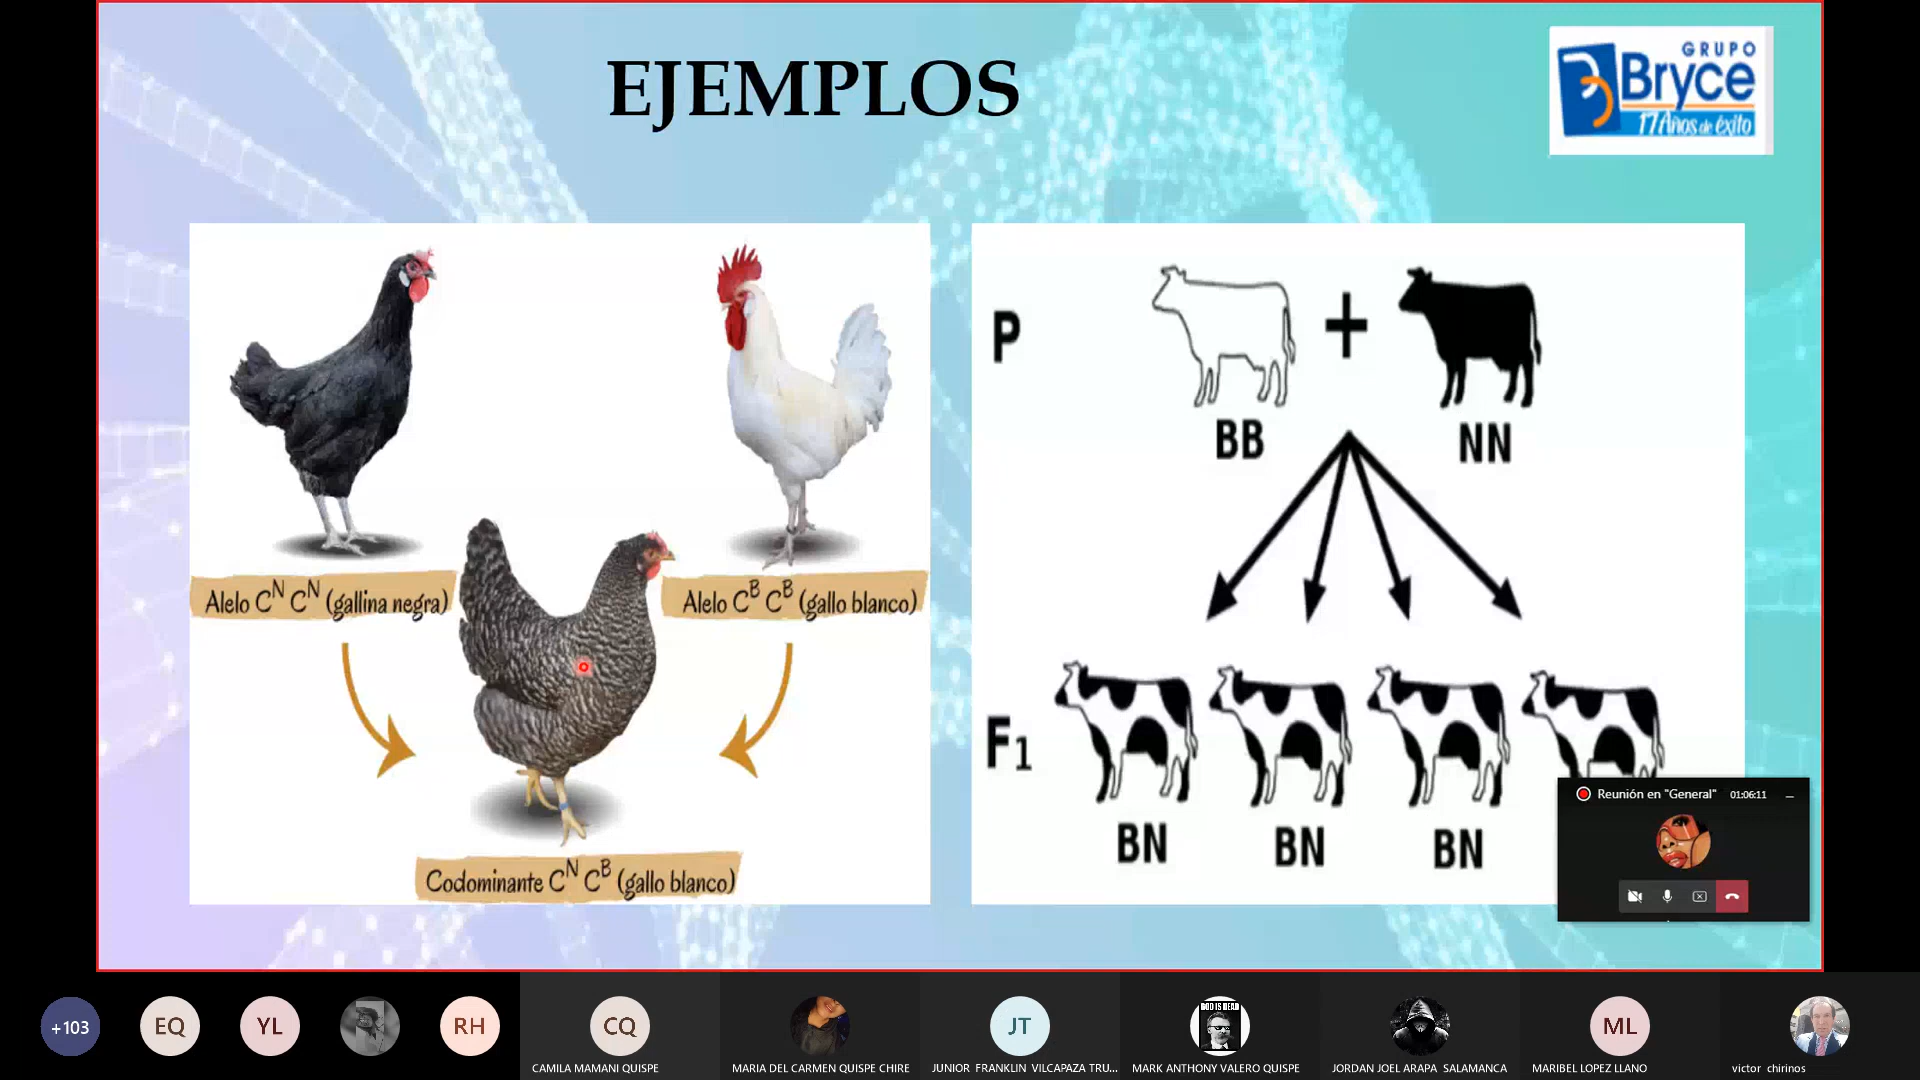 EJEMPLOS
GRUPO
Bryce
17 Años de éxito
Alelo C^N C^N (gallina negra)
Alelo C^B C^B (gallo blanco)
Codominante C^N C^B (gallo blanco)
P
+
BB
NN
F1
BN
BN
BN
Reunión en "General" 01:06:11
+103
EQ
YL
RH
CQ
JT
GOD IS DEAD
ML
CAMILA MAMANI QUISPE
MARIA DEL CARMEN QUISPE CHIRE
JUNIOR FRANKLIN VILCAPAZA TRU...
MARK ANTHONY VALERO QUISPE
JORDAN JOEL ARAPA SALAMANCA
MARIBEL LOPEZ LLANO
victor chirinos